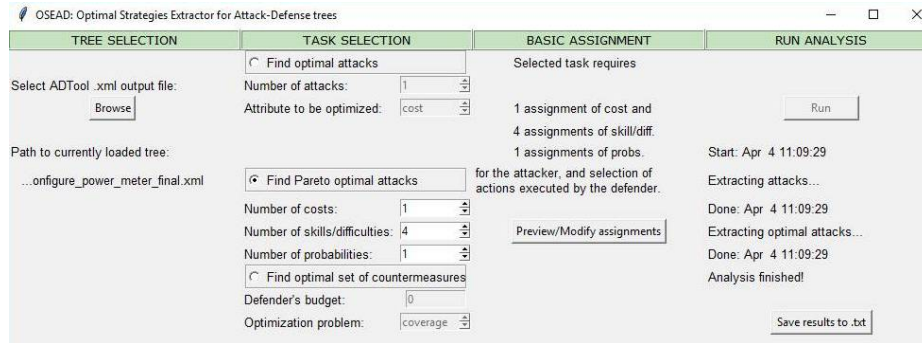 OSEAD: Optimal Strategies Extractor for Attack-Defense trees
TREE SELECTION
TASK SELECTION
BASIC ASSIGNMENT
RUN ANALYSIS
Select ADTool .xml output file:
Browse
Path to currently loaded tree:
...onfigure_power_meter_final.xml
Find optimal attacks
Number of attacks: 1
Attribute to be optimized: cost
Find Pareto optimal attacks
Number of costs: 1
Number of skills/difficulties: 4
Number of probabilities: 1
Find optimal set of countermeasures
Defender's budget: 0
Optimization problem: coverage
Selected task requires
1 assignment of cost and
4 assignments of skill/diff.
1 assignments of probs.
for the attacker, and selection of
actions executed by the defender.
Preview/Modify assignments
Run
Start: Apr 4 11:09:29
Extracting attacks...
Done: Apr 4 11:09:29
Extracting optimal attacks...
Done: Apr 4 11:09:29
Analysis finished!
Save results to .txt